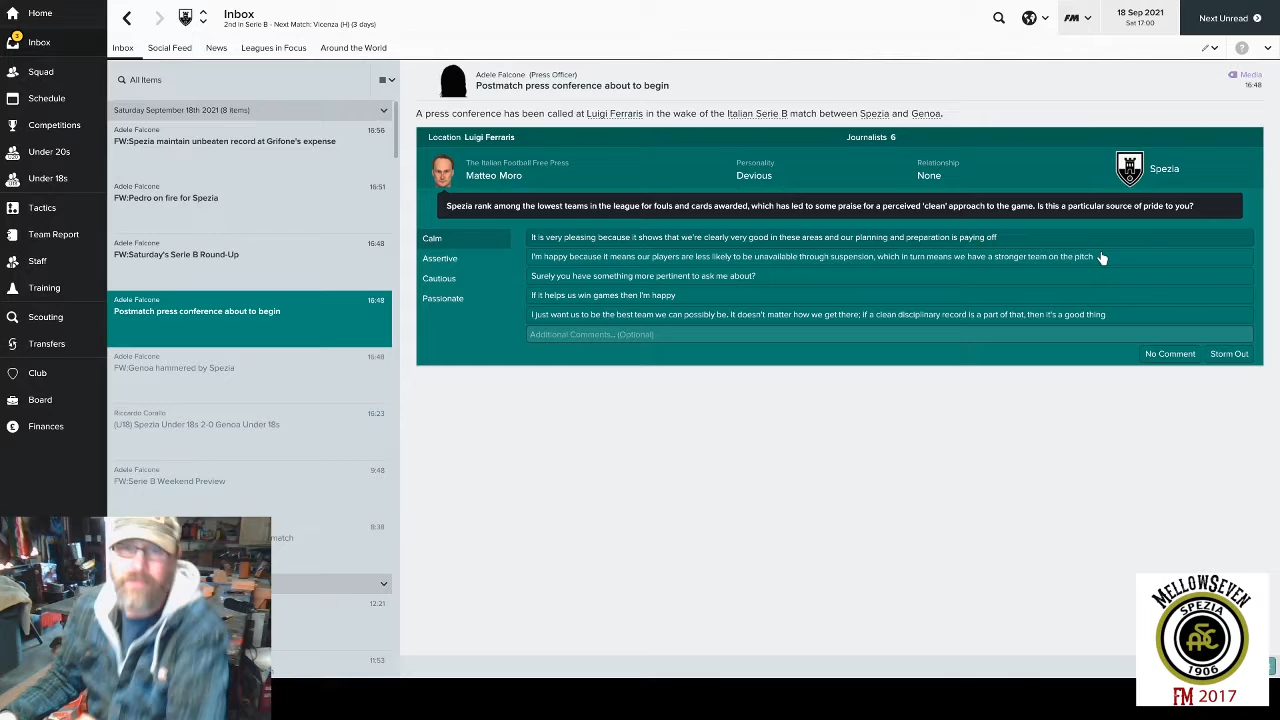 Home
Inbox
2nd in Serie B - Next Match: Vicenza (H) (3 days)
FM
18 Sep 2021
Sat 17:00
Next Unread
3
Inbox
Inbox
Social Feed
News
Leagues in Focus
Around the World
Squad
Schedule
Competitions
Under 20s
Under 18s
Tactics
Team Report
Staff
Training
Scouting
Transfers
Club
Board
Finances
All Items
Saturday September 18th 2021 (8 items)
Adele Falcone
16:56
FW:Spezia maintain unbeaten record at Grifone's expense
Adele Falcone
16:51
FW:Pedro on fire for Spezia
Adele Falcone
16:48
FW:Saturday's Serie B Round-Up
Adele Falcone
16:48
Postmatch press conference about to begin
Adele Falcone
16:48
FW:Genoa hammered by Spezia
Riccardo Corallo
16:23
(U18) Spezia Under 18s 2-0 Genoa Under 18s
Adele Falcone
9:48
FW:Serie B Weekend Preview
8:38
match
12:21
11:53
Adele Falcone (Press Officer)
Postmatch press conference about to begin
Media
16:48
A press conference has been called at Luigi Ferraris in the wake of the Italian Serie B match between Spezia and Genoa.
Location Luigi Ferraris
Journalists 6
The Italian Football Free Press
Matteo Moro
Personality
Devious
Relationship
None
Spezia
Spezia rank among the lowest teams in the league for fouls and cards awarded, which has led to some praise for a perceived 'clean' approach to the game. Is this a particular source of pride to you?
Calm
Assertive
Cautious
Passionate
It is very pleasing because it shows that we're clearly very good in these areas and our planning and preparation is paying off
I'm happy because it means our players are less likely to be unavailable through suspension, which in turn means we have a stronger team on the pitch
Surely you have something more pertinent to ask me about?
If it helps us win games then I'm happy
I just want us to be the best team we can possibly be. It doesn't matter how we get there; if a clean disciplinary record is a part of that, then it's a good thing
Additional Comments... (Optional)
No Comment
Storm Out
MELLOWSEVEN
SPEZIA
ASC
1906
FM 2017